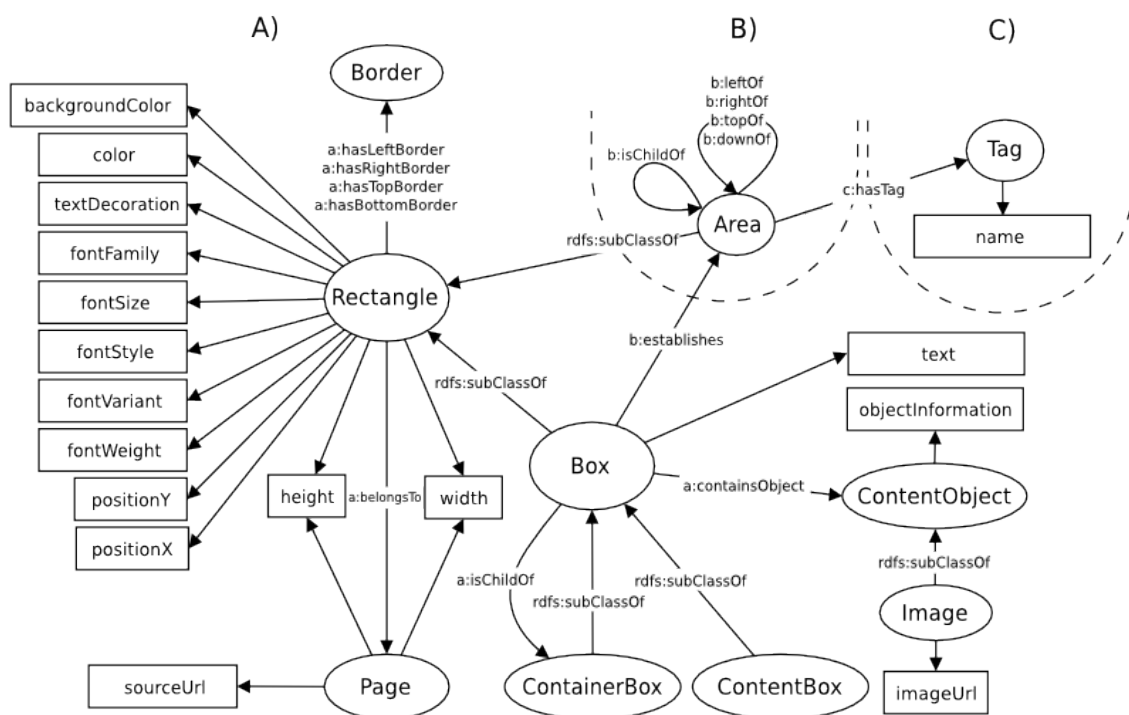 A)
B)
C)
Border
backgroundColor
color
textDecoration
fontFamily
fontSize
fontStyle
fontVariant
fontWeight
positionY
positionX
a:hasLeftBorder
a:hasRightBorder
a:hasTopBorder
a:hasBottomBorder
Rectangle
b:leftOf
b:rightOf
b:topOf
b:downOf
b:isChildOf
Area
rdfs:subClassOf
c:hasTag
Tag
name
b:establishes
rdfs:subClassOf
text
objectInformation
Box
a:containsObject
ContentObject
height
a:belongsTo
width
a:isChildOf
rdfs:subClassOf
rdfs:subClassOf
rdfs:subClassOf
Image
sourceUrl
Page
ContainerBox
ContentBox
imageUrl